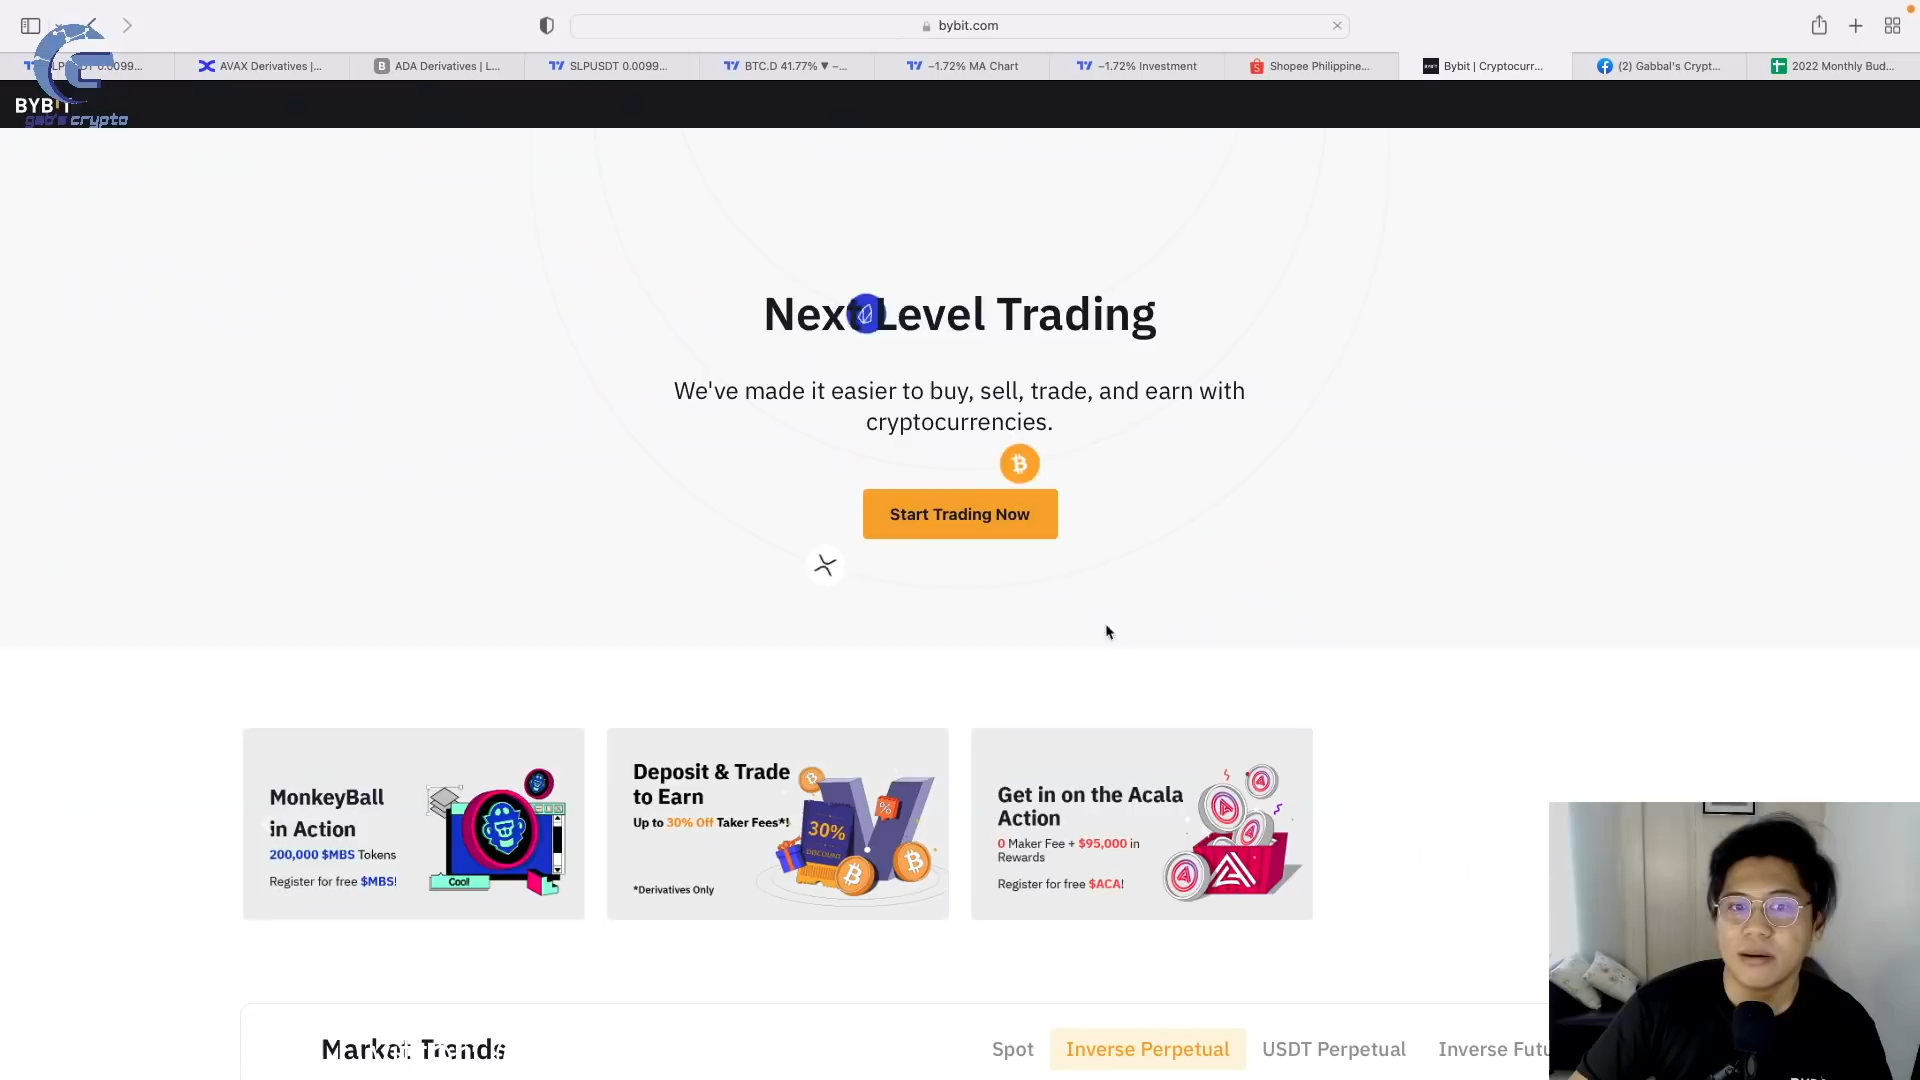 bybit.com
AVAX Derivatives |...
ADA Derivatives | L...
SLPUSDT 0.0099...
BTC.D 41.77% ▼ −...
−1.72% MA Chart
−1.72% Investment
Shopee Philippine...
Bybit | Cryptocurr...
(2) Gabbal's Crypt...
2022 Monthly Bud...
gab's crypto
Next Level Trading
We've made it easier to buy, sell, trade, and earn with
cryptocurrencies.
Start Trading Now
MonkeyBall
in Action
200,000 $MBS Tokens
Register for free $MBS!
Cool!
Deposit & Trade
to Earn
Up to 30% Off Taker Fees*!
*Derivatives Only
30%
DISCOUNT
%
Get in on the Acala
Action
0 Maker Fee + $95,000 in
Rewards
Register for free $ACA!
Market Trends
Spot
Inverse Perpetual
USDT Perpetual
Inverse Futu